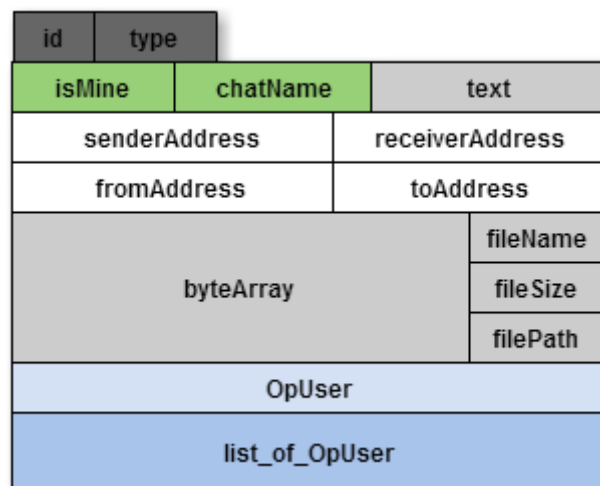 id type
isMine chatName text
senderAddress receiverAddress
fromAddress toAddress
fileName
byteArray fileSize
filePath
OpUser
list_of_OpUser